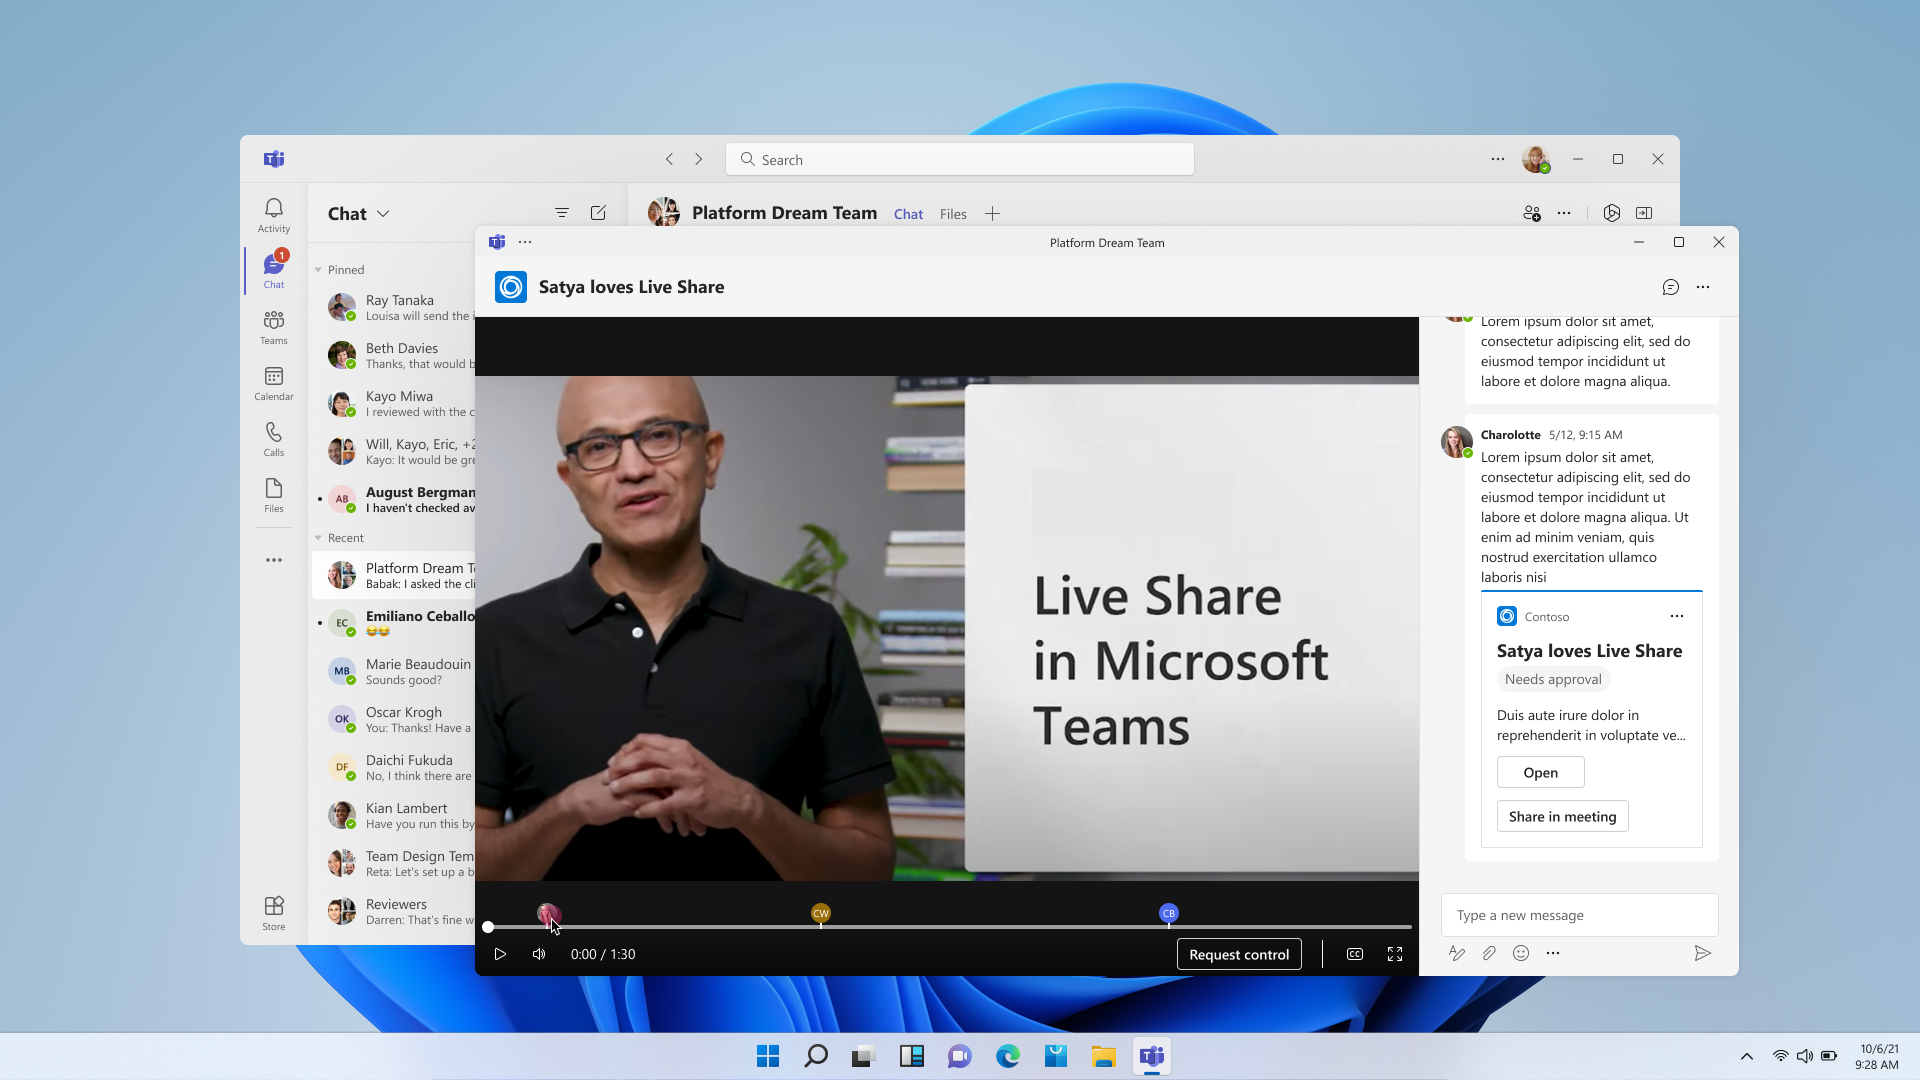 Search
Activity
1
Chat
Teams
Calendar
Calls
Files
Store
Chat
Pinned
Ray Tanaka
Louisa will send the i
Beth Davies
Thanks, that would b
Kayo Miwa
I reviewed with the c
Will, Kayo, Eric, +2
Kayo: It would be gre
AB
August Bergman
I haven't checked av
Recent
Platform Dream Te
Babak: I asked the cli
EC
Emiliano Ceballo
😂😂
MB
Marie Beaudouin
Sounds good?
OK
Oscar Krogh
You: Thanks! Have a
DF
Daichi Fukuda
No, I think there are
Kian Lambert
Have you run this by
Team Design Tem
Reta: Let's set up a b
Reviewers
Darren: That's fine w
Platform Dream Team
Chat
Files
Platform Dream Team
Satya loves Live Share
Live Share
in Microsoft
Teams
CW
CB
0:00 / 1:30
Request control
CC
Lorem ipsum dolor sit amet,
consectetur adipiscing elit, sed do
eiusmod tempor incididunt ut
labore et dolore magna aliqua.
Charolotte 5/12, 9:15 AM
Lorem ipsum dolor sit amet,
consectetur adipiscing elit, sed do
eiusmod tempor incididunt ut
labore et dolore magna aliqua. Ut
enim ad minim veniam, quis
nostrud exercitation ullamco
laboris nisi
Contoso
Satya loves Live Share
Needs approval
Duis aute irure dolor in
reprehenderit in voluptate ve...
Open
Share in meeting
Type a new message
10/6/21
9:28 AM